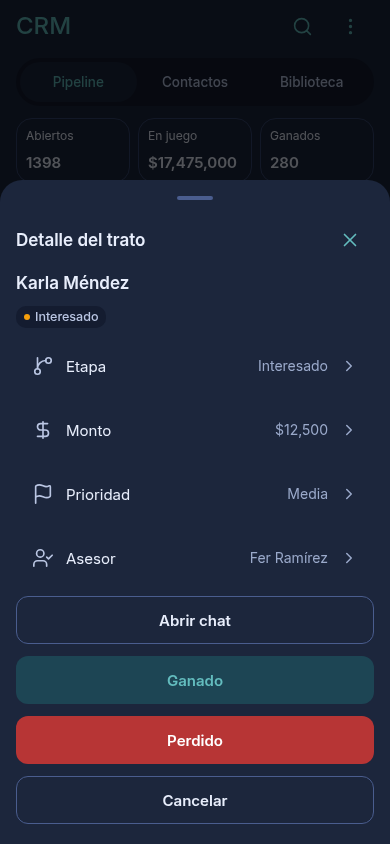 CRM
Pipeline
Contactos
Biblioteca
Abiertos
En juego
Ganados
1398
$17,475,000
280
Detalle del trato
Karla Méndez
Interesado
Etapa
Interesado
Monto
$12,500
Prioridad
Media
Asesor
Fer Ramírez
Abrir chat
Ganado
Perdido
Cancelar